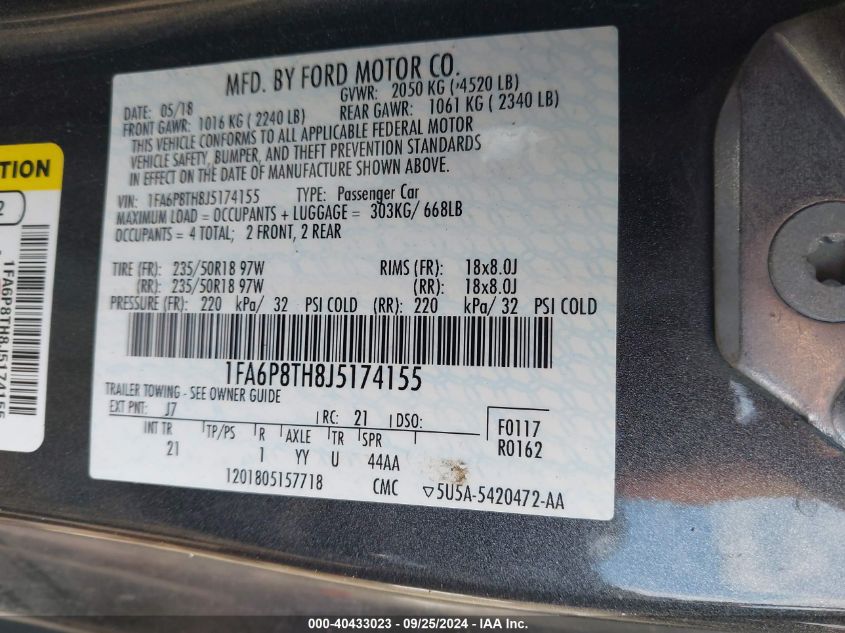 MFD. BY FORD MOTOR CO.
DATE: 05/18 GVWR: 2050 KG ( 4520 LB)
FRONT GAWR: 1016 KG ( 2240 LB) REAR GAWR: 1061 KG ( 2340 LB)
THIS VEHICLE CONFORMS TO ALL APPLICABLE FEDERAL MOTOR
VEHICLE SAFETY, BUMPER, AND THEFT PREVENTION STANDARDS
IN EFFECT ON THE DATE OF MANUFACTURE SHOWN ABOVE.
VIN: 1FA6P8TH8J5174155 TYPE: Passenger Car
MAXIMUM LOAD = OCCUPANTS + LUGGAGE = 303KG/ 668LB
OCCUPANTS = 4 TOTAL; 2 FRONT, 2 REAR
TIRE (FR): 235/50R18 97W RIMS (FR): 18x8.0J
(RR): 235/50R18 97W (RR): 18x8.0J
PRESSURE (FR): 220 kPa/ 32 PSI COLD (RR): 220 kPa/ 32 PSI COLD
1FA6P8TH8J5174155
TRAILER TOWING - SEE OWNER GUIDE
EXT PNT: J7 RC: 21 DSO: F0117
INT TR TP/PS R AXLE TR SPR R0162
21 1 YY U 44AA
1201805157718 CMC ▽5U5A-5420472-AA
TION
2
1FA6P8TH8J5174155
000-40433023 - 09/25/2024 - IAA Inc.